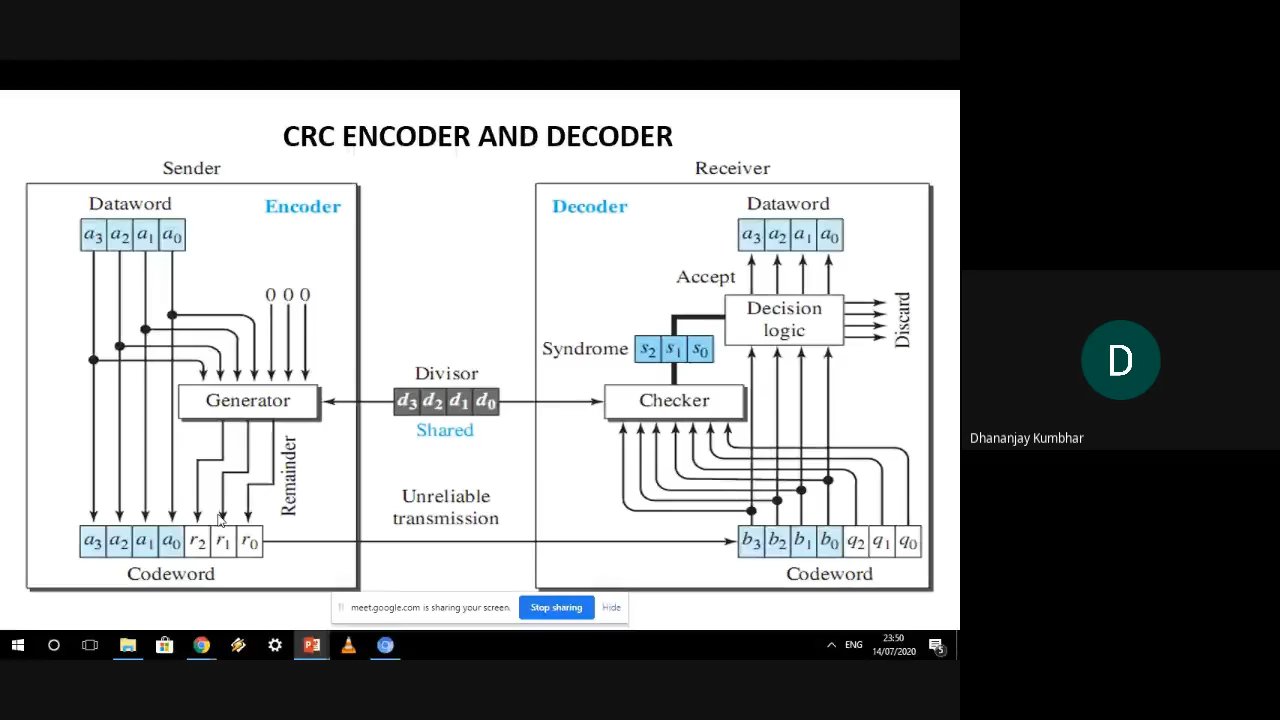 CRC ENCODER AND DECODER
Sender
Receiver
Dataword
Encoder
a3 a2 a1 a0
0 0 0
Generator
Remainder
a3 a2 a1 a0 r2 r1 r0
Codeword
Divisor
d3 d2 d1 d0
Shared
Unreliable
transmission
Decoder
Dataword
a3 a2 a1 a0
Accept
Decision
logic
Discard
Syndrome s2 s1 s0
Checker
b3 b2 b1 b0 q2 q1 q0
Codeword
meet.google.com is sharing your screen. Stop sharing Hide
ENG
23:50
14/07/2020
5
D
Dhananjay Kumbhar